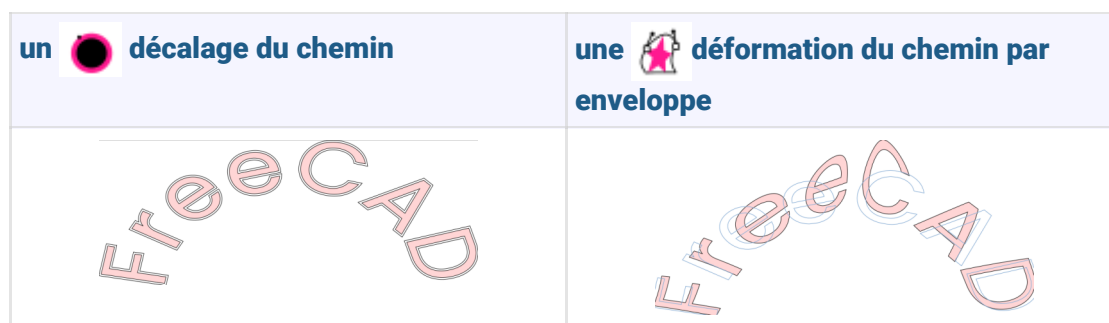 un décalage du chemin
une déformation du chemin par
enveloppe
FreeCAD
FreeCAD